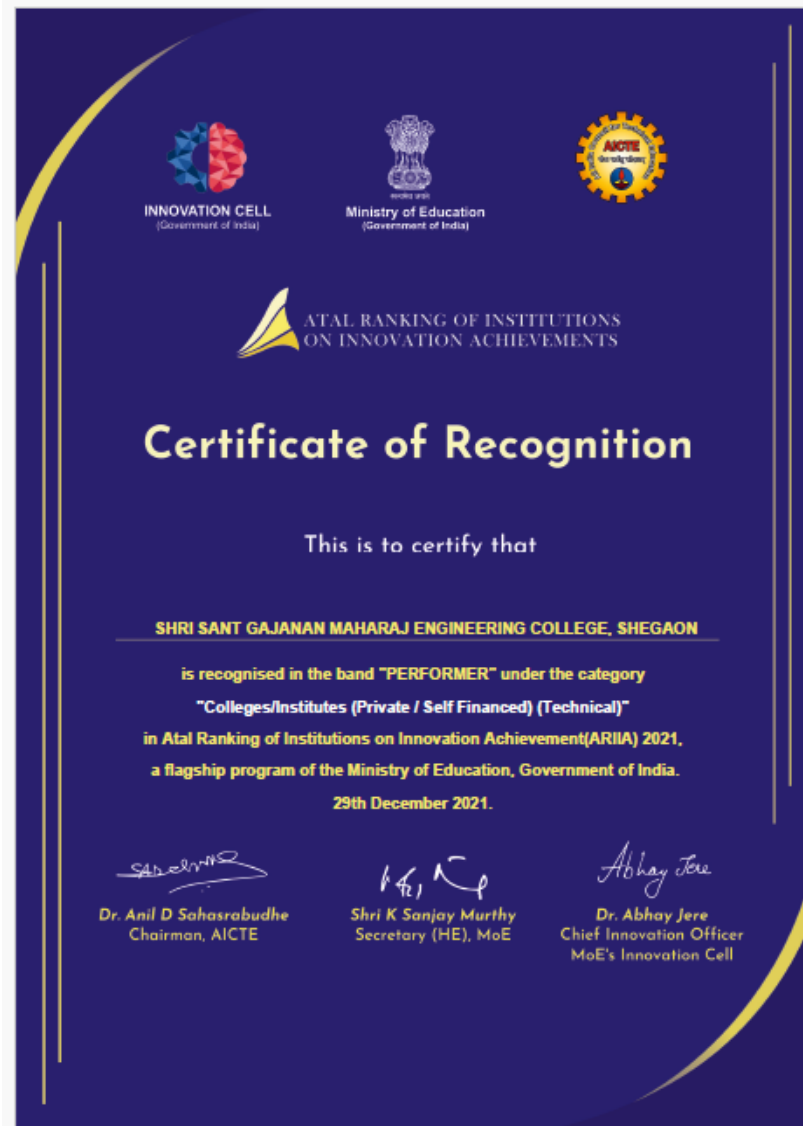 INNOVATION CELL
(Government of India)
सत्यमेव जयते
Ministry of Education
(Government of India)
AICTE
ATAL RANKING OF INSTITUTIONS
ON INNOVATION ACHIEVEMENTS
Certificate of Recognition
This is to certify that
SHRI SANT GAJANAN MAHARAJ ENGINEERING COLLEGE, SHEGAON
is recognised in the band "PERFORMER" under the category
"Colleges/Institutes (Private / Self Financed) (Technical)"
in Atal Ranking of Institutions on Innovation Achievement(ARIIA) 2021,
a flagship program of the Ministry of Education, Government of India.
29th December 2021.
Abhay Jere
Dr. Anil D Sahasrabudhe
Chairman, AICTE
Shri K Sanjay Murthy
Secretary (HE), MoE
Dr. Abhay Jere
Chief Innovation Officer
MoE's Innovation Cell